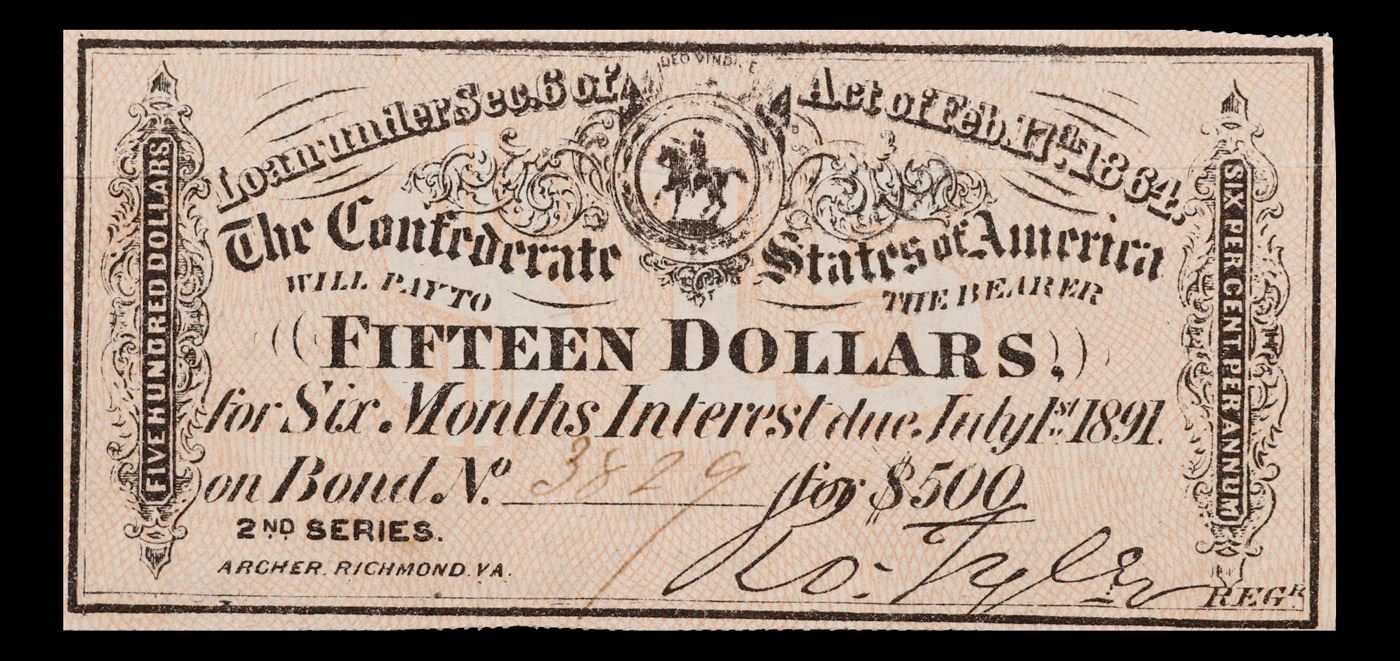 DEO VINDICE
Loan under Sec. 6 of Act of Feb. 17th 1864.
The Confederate States of America
WILL PAY TO THE BEARER
FIFTEEN DOLLARS,
for Six Months Interest due July 1st 1891.
on Bond No. 3829 for $500
2ND SERIES.
Ro. Tyler REGR
ARCHER. RICHMOND. VA.
FIVE HUNDRED DOLLARS
SIX PER CENT PER ANNUM